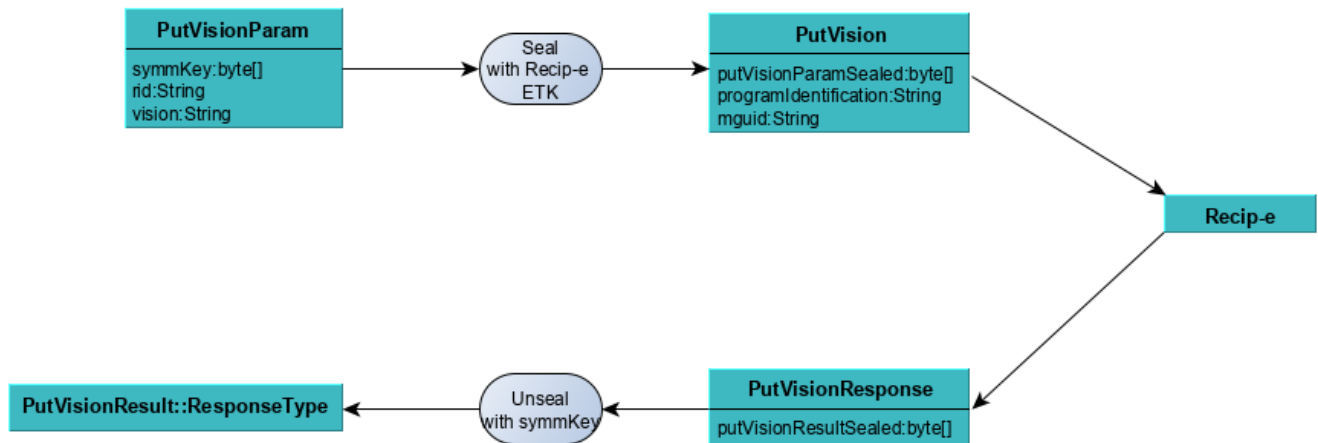 PutVisionParam
symmKey:byte[]
rid:String
vision:String
Seal
with Recip-e
ETK
PutVision
putVisionParamSealed:byte[]
programIdentification:String
mguid:String
Recip-e
PutVisionResponse
putVisionResultSealed:byte[]
Unseal
with symmKey
PutVisionResult::ResponseType